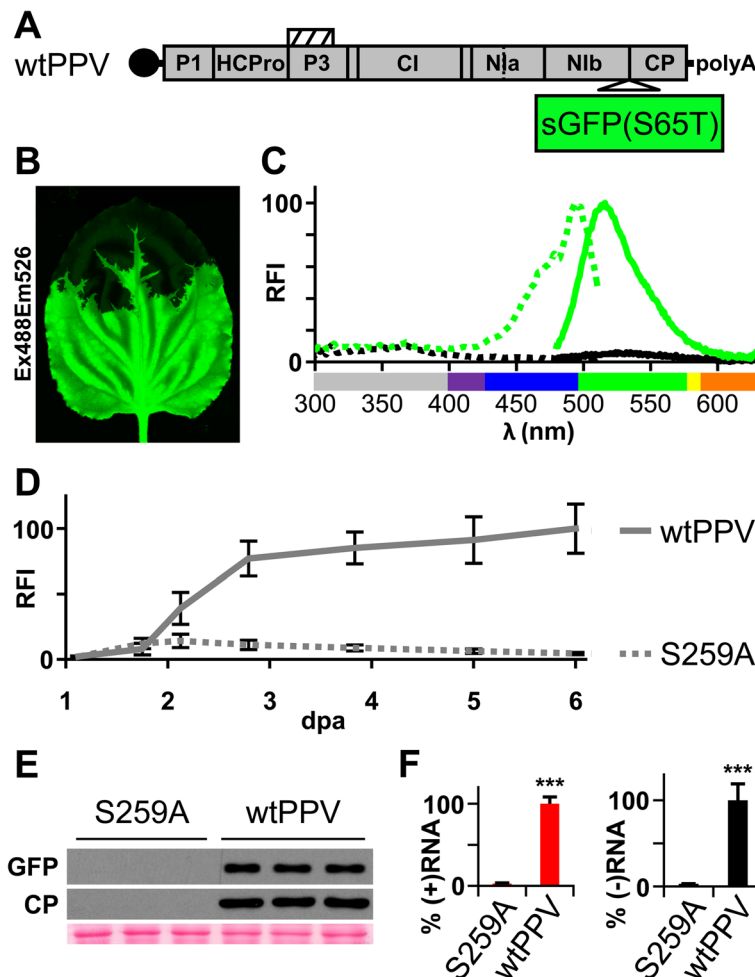 A
wtPPV P1 HCPro P3 CI NIa NIb CP polyA
sGFP(S65T)
B
Ex488Em526
C
100
RFI
0
300 400 450 500 550 600
λ (nm)
D
100
RFI
0
1 2 3 4 5 6
dpa
wtPPV
S259A
E
S259A wtPPV
GFP
CP
F
***
100
% (+)RNA
0
S259A
wtPPV
***
100
% (-)RNA
0
S259A
wtPPV